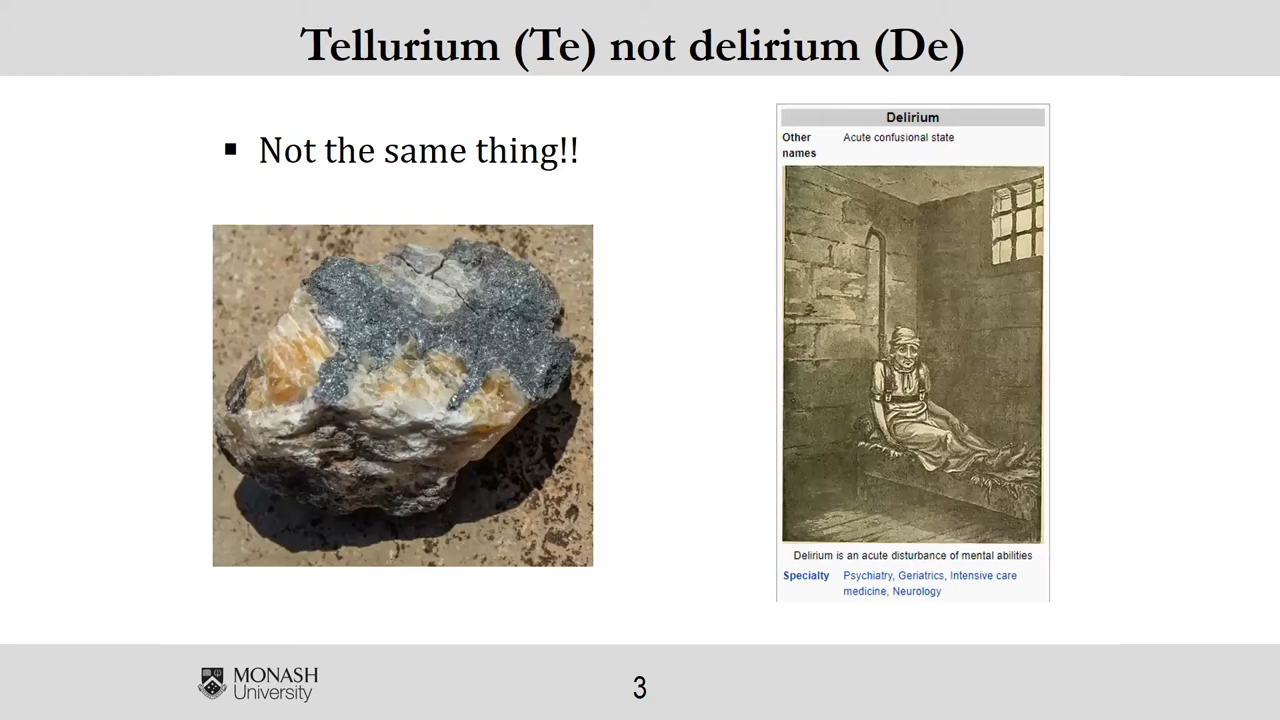 Tellurium (Te) not delirium (De)
▪ Not the same thing!!
Delirium
Other names
Acute confusional state
Delirium is an acute disturbance of mental abilities
Specialty
Psychiatry, Geriatrics, Intensive care
medicine, Neurology
MONASH
University
3